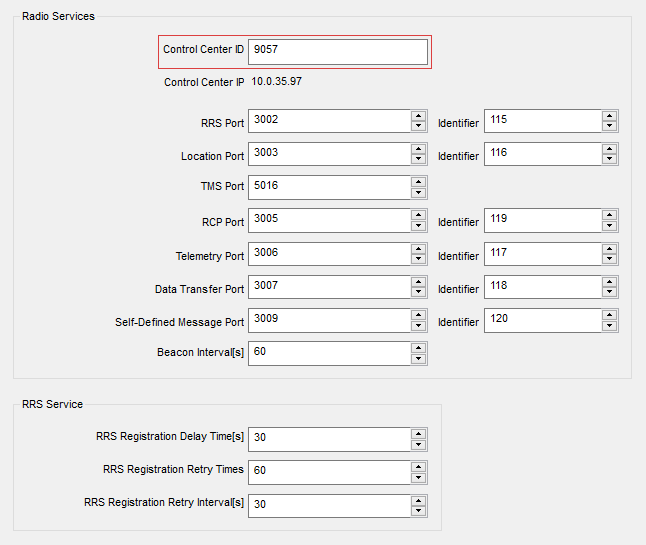 Radio Services
Control Center ID 9057
Control Center IP 10.0.35.97
RRS Port 3002 Identifier 115
Location Port 3003 Identifier 116
TMS Port 5016
RCP Port 3005 Identifier 119
Telemetry Port 3006 Identifier 117
Data Transfer Port 3007 Identifier 118
Self-Defined Message Port 3009 Identifier 120
Beacon Interval[s] 60
RRS Service
RRS Registration Delay Time[s] 30
RRS Registration Retry Times 60
RRS Registration Retry Interval[s] 30